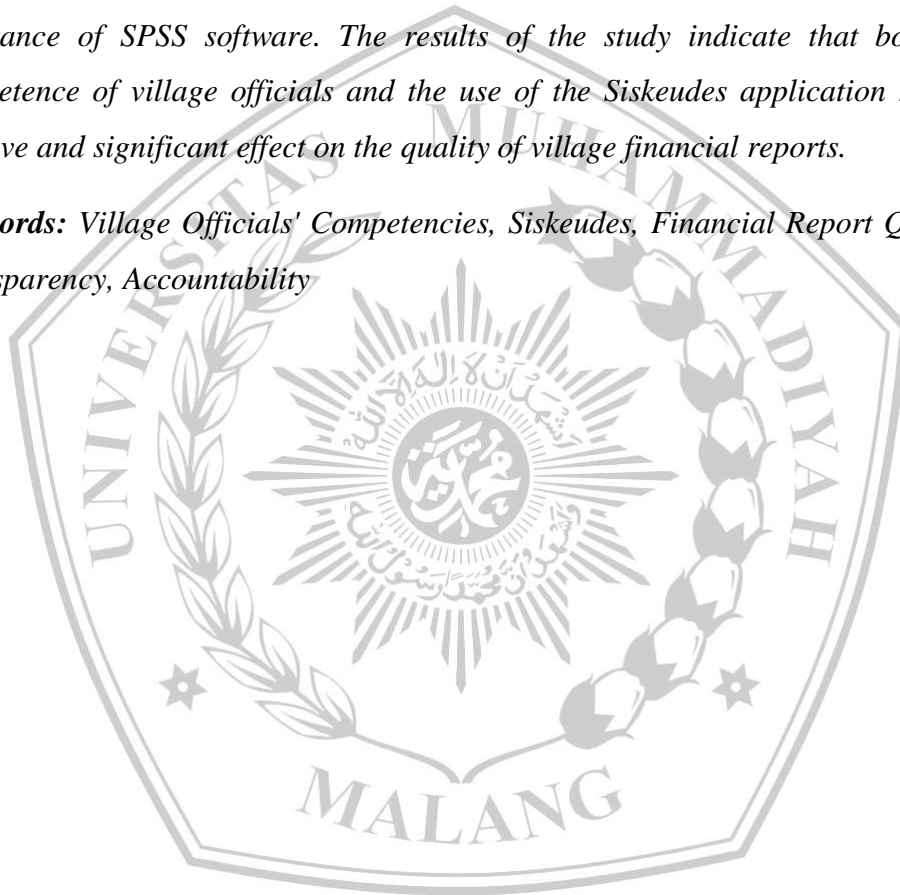 ance of SPSS software. The results of the study indicate that bo
etence of village officials and the use of the Siskeudes application
ve and significant effect on the quality of village financial reports.
ords: Village Officials' Competencies, Siskeudes, Financial Report Q
sparency, Accountability
UNIVERSITAS MUHAMMADIYAH
MALANG